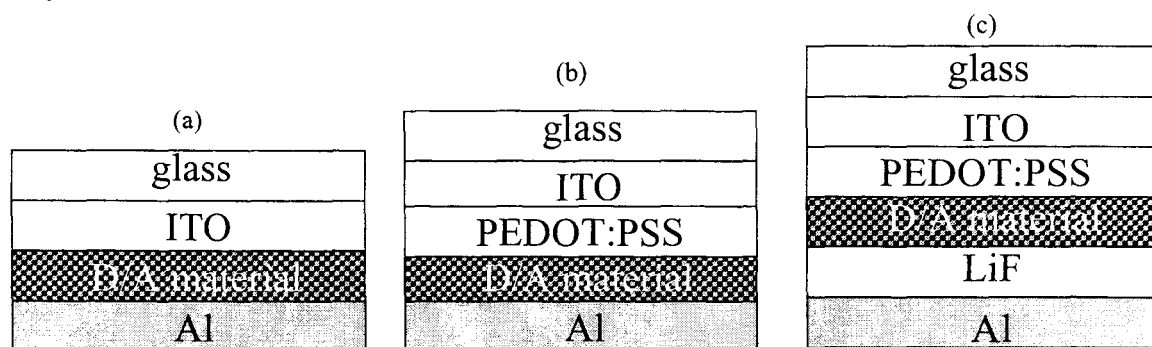 (a)
glass
ITO
D/A material
Al
(b)
glass
ITO
PEDOT:PSS
D/A material
Al
(c)
glass
ITO
PEDOT:PSS
D/A material
LiF
Al